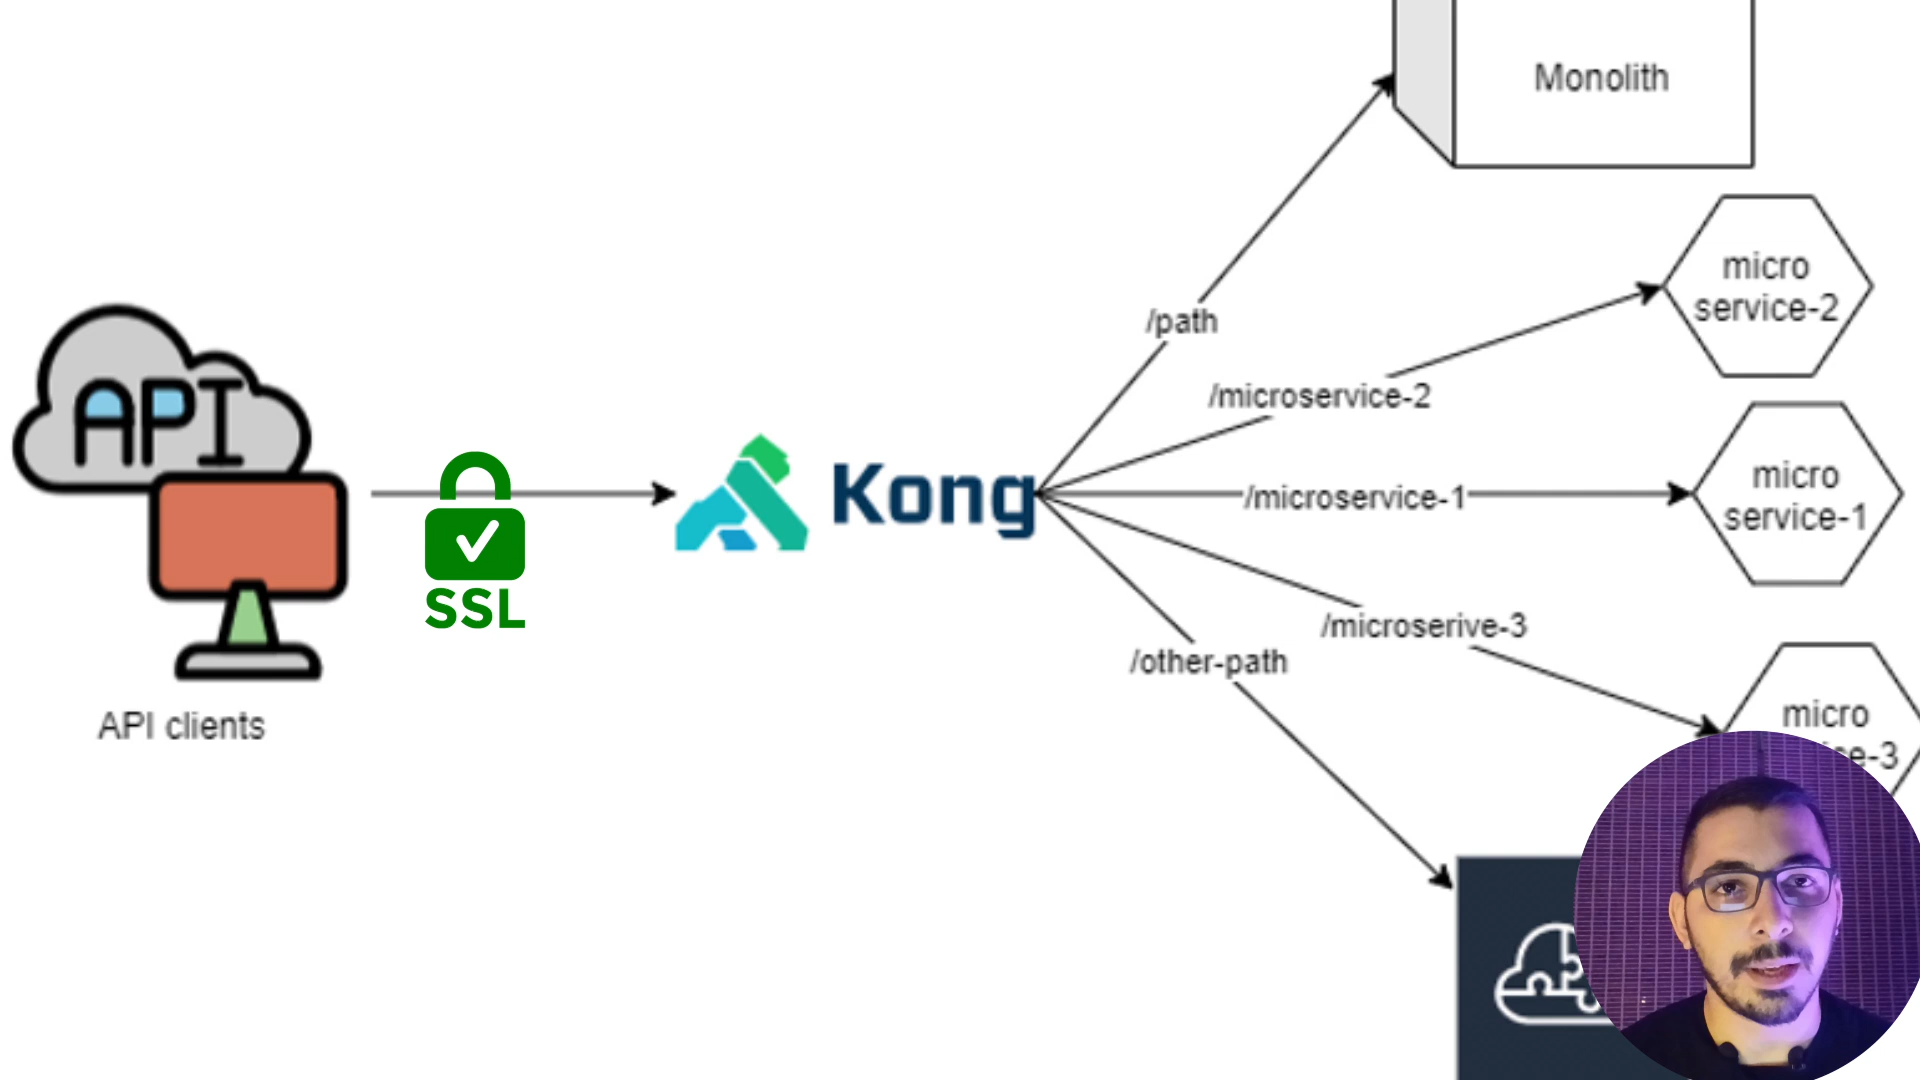 Monolith
micro
service-2
/path
/microservice-2
API
micro
service-1
Kong
/microservice-1
SSL
/microserive-3
/other-path
API clients
micro
e-3